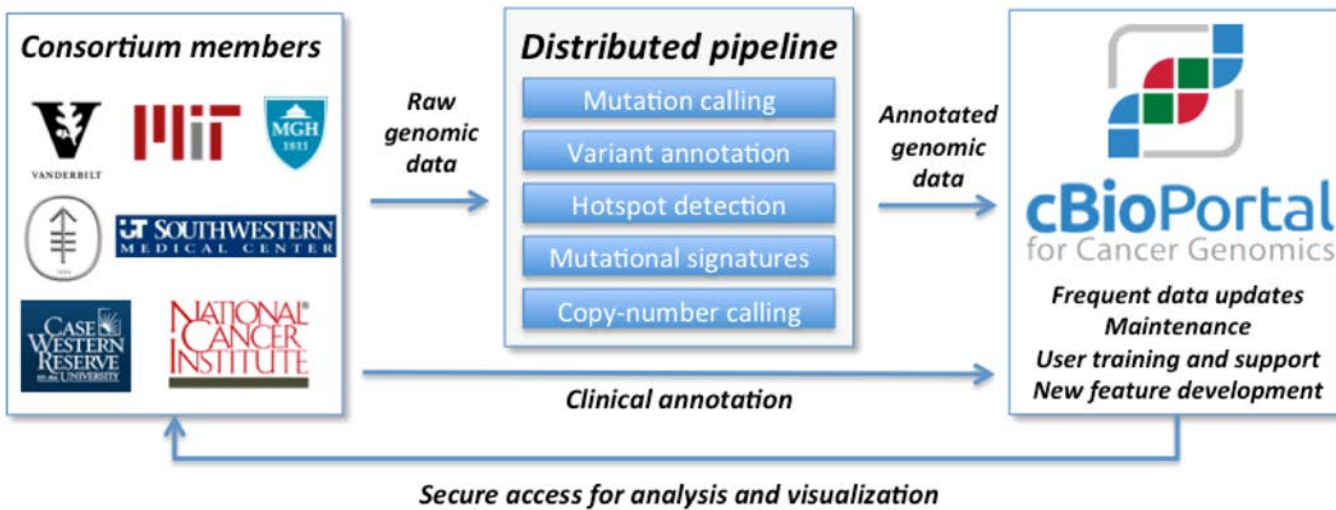 Consortium members
VANDERBILT
MIT
MGH
1811
UT SOUTHWESTERN
MEDICAL CENTER
CASE
WESTERN
RESERVE
UNIVERSITY
NATIONAL
CANCER
INSTITUTE®
Raw
genomic
data
Distributed pipeline
Mutation calling
Variant annotation
Hotspot detection
Mutational signatures
Copy-number calling
Annotated
genomic
data
Clinical annotation
cBioPortal
for Cancer Genomics
Frequent data updates
Maintenance
User training and support
New feature development
Secure access for analysis and visualization